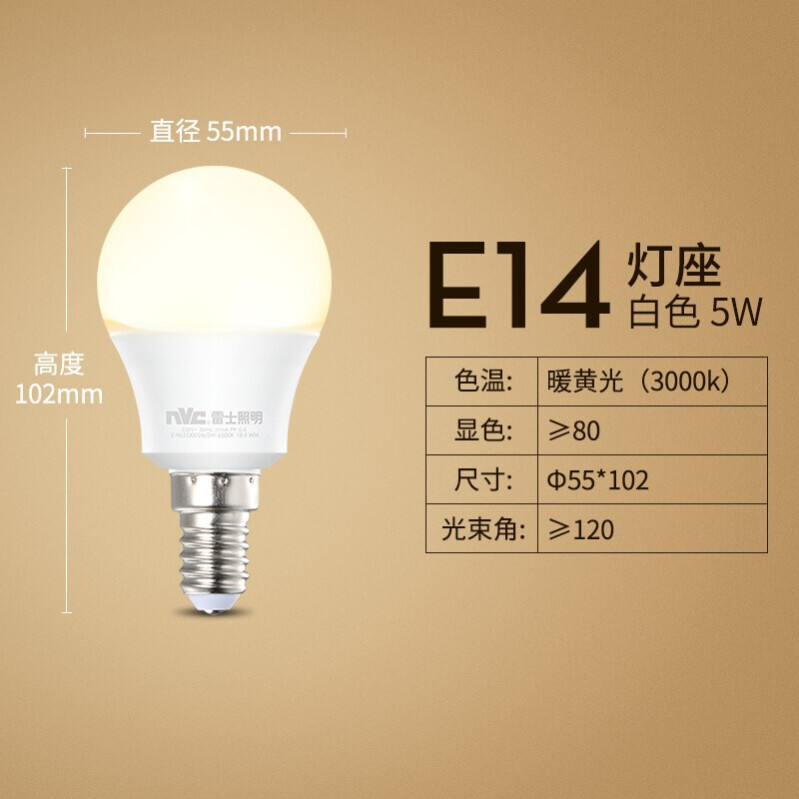 直径 55mm
高度
102mm
nvc 雷士照明
E14 灯座
白色 5W
色温: 暖黄光（3000k）
显色: ≥80
尺寸: Φ55*102
光束角: ≥120